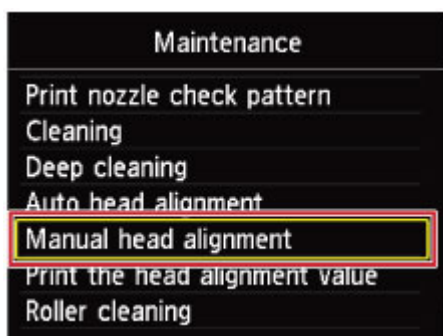 Maintenance
Print nozzle check pattern
Cleaning
Deep cleaning
Auto head alignment
Manual head alignment
Print the head alignment value
Roller cleaning